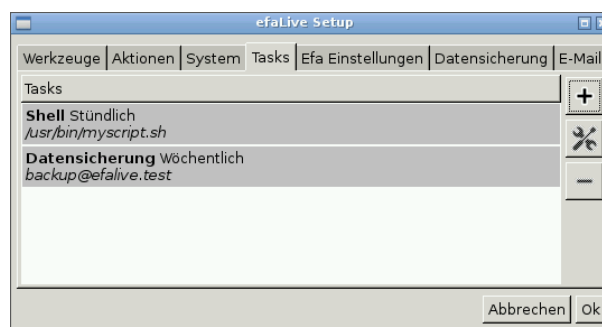 efaLive Setup
Werkzeuge Aktionen System Tasks Efa Einstellungen Datensicherung E-Mail
Tasks
Shell Stündlich
/usr/bin/myscript.sh
Datensicherung Wöchentlich
backup@efalive.test
Abbrechen Ok